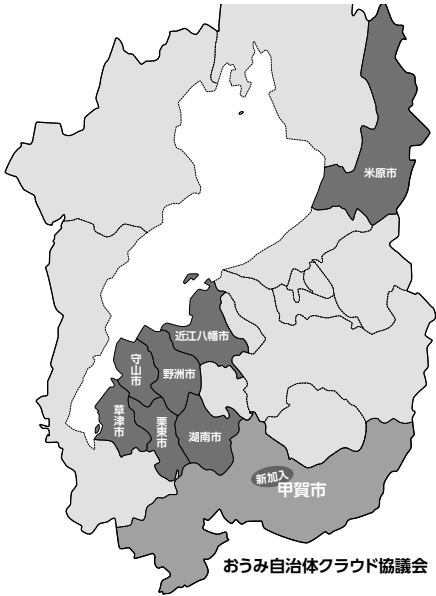 米原市
近江八幡市
守山市
野洲市
草津市
栗東市
湖南市
新加入
甲賀市
おうみ自治体クラウド協議会